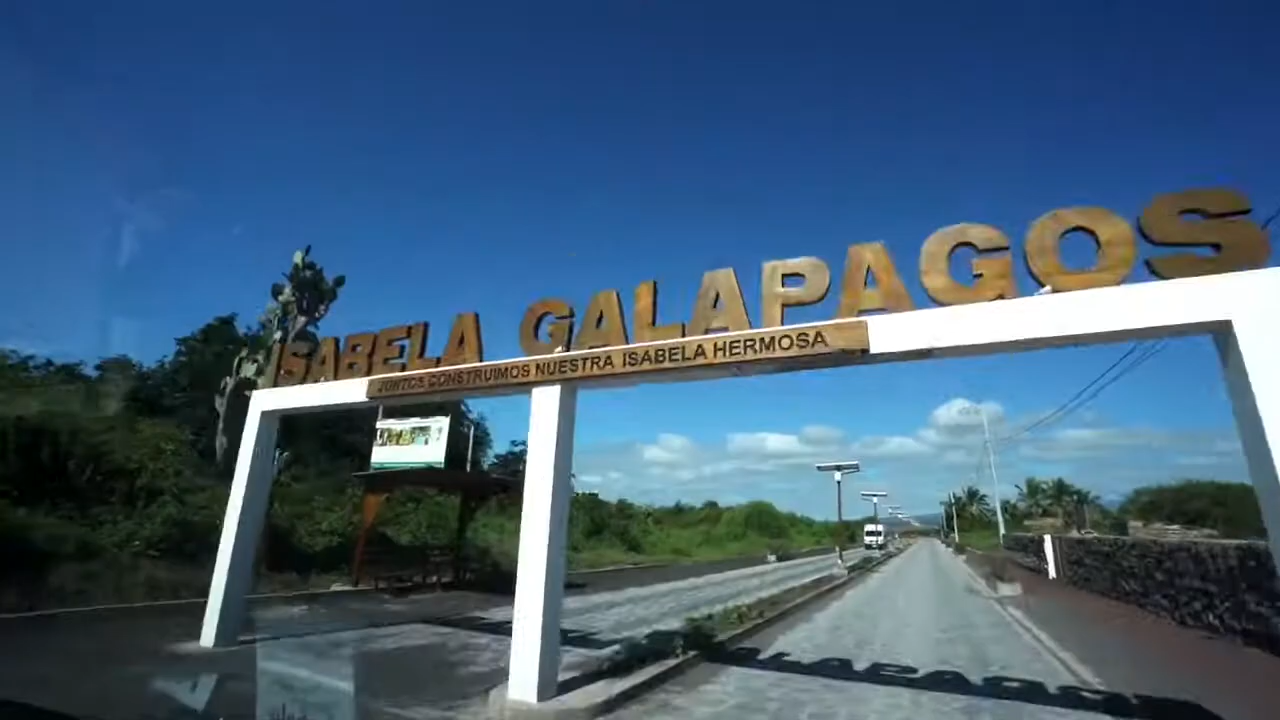 ISABELA GALAPAGOS
JUNTOS CONSTRUIMOS NUESTRA ISABELA HERMOSA